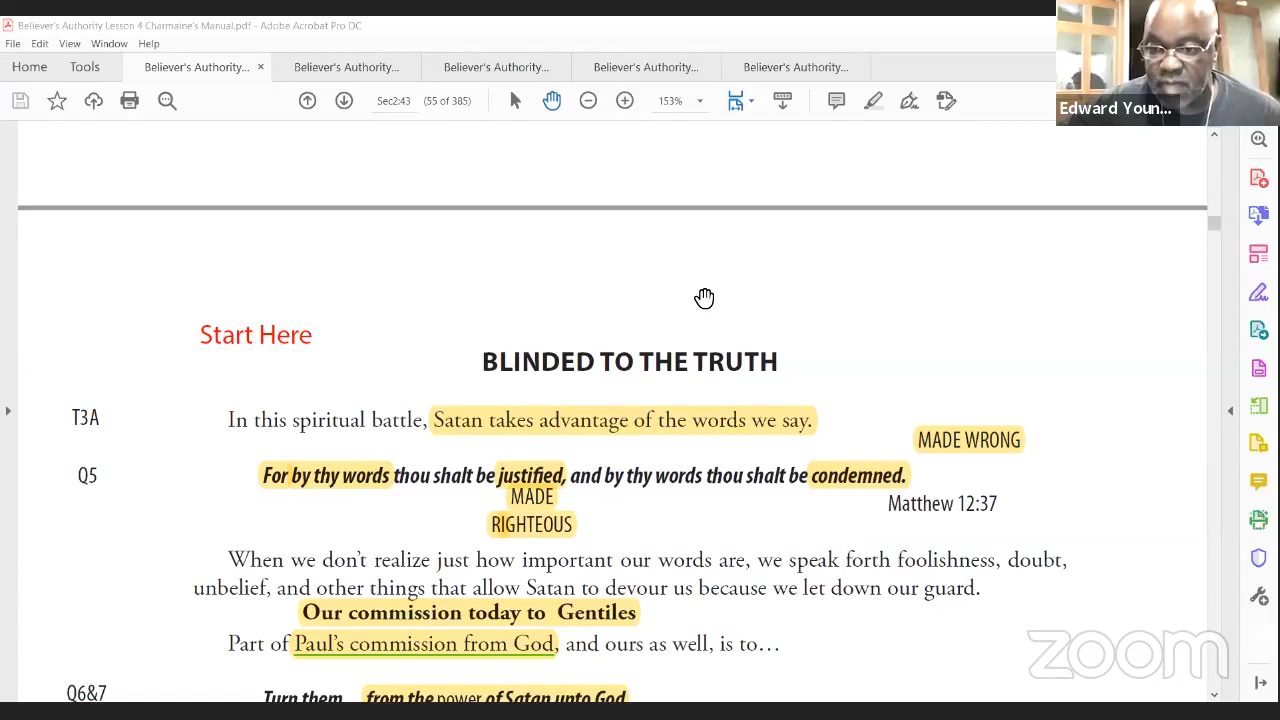 Believer's Authority Lesson 4 Charmaine's Manual.pdf - Adobe Acrobat Pro DC
File Edit View Window Help
Home Tools Believer's Authority... × Believer's Authority... Believer's Authority... Believer's Authority... Believer's Authority...
(55 of 385) 153%
Edward Youn...
Start Here
BLINDED TO THE TRUTH
T3A In this spiritual battle, Satan takes advantage of the words we say.
MADE WRONG
Q5 For by thy words thou shalt be justified, and by thy words thou shalt be condemned.
MADE Matthew 12:37
RIGHTEOUS
When we don't realize just how important our words are, we speak forth foolishness, doubt,
unbelief, and other things that allow Satan to devour us because we let down our guard.
Our commission today to Gentiles
Part of Paul's commission from God, and ours as well, is to…
Q6&7 Turn them from the power of Satan unto God
zoom